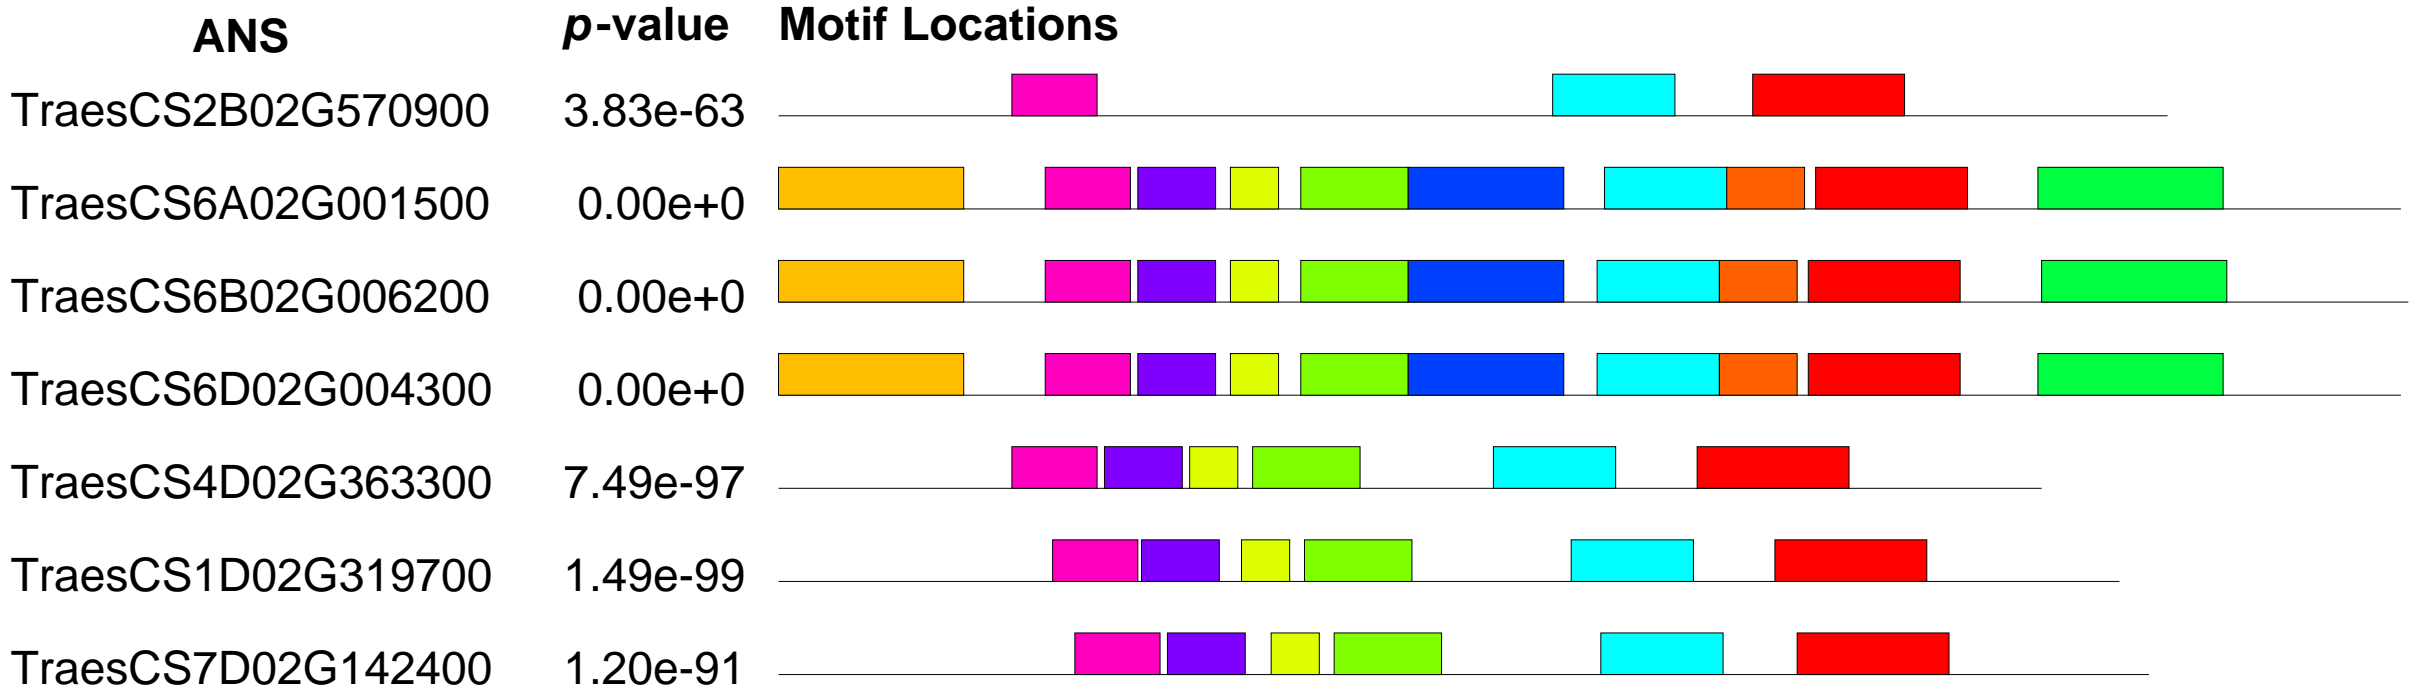 ANS p-value Motif Locations
TraesCS2B02G570900 3.83e-63
TraesCS6A02G001500 0.00e+0
TraesCS6B02G006200 0.00e+0
TraesCS6D02G004300 0.00e+0
TraesCS4D02G363300 7.49e-97
TraesCS1D02G319700 1.49e-99
TraesCS7D02G142400 1.20e-91